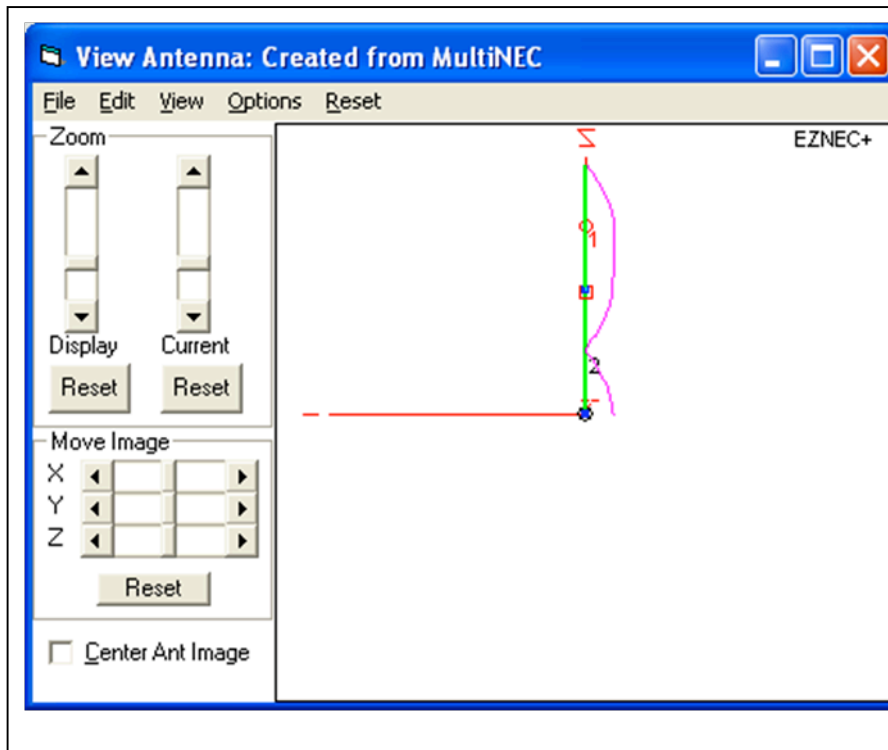 View Antenna: Created from MultiNEC
File Edit View Options Reset
Zoom
Display Current
Reset Reset
Move Image
X
Y
Z
Reset
Center Ant Image
EZNEC+
Z
1
2